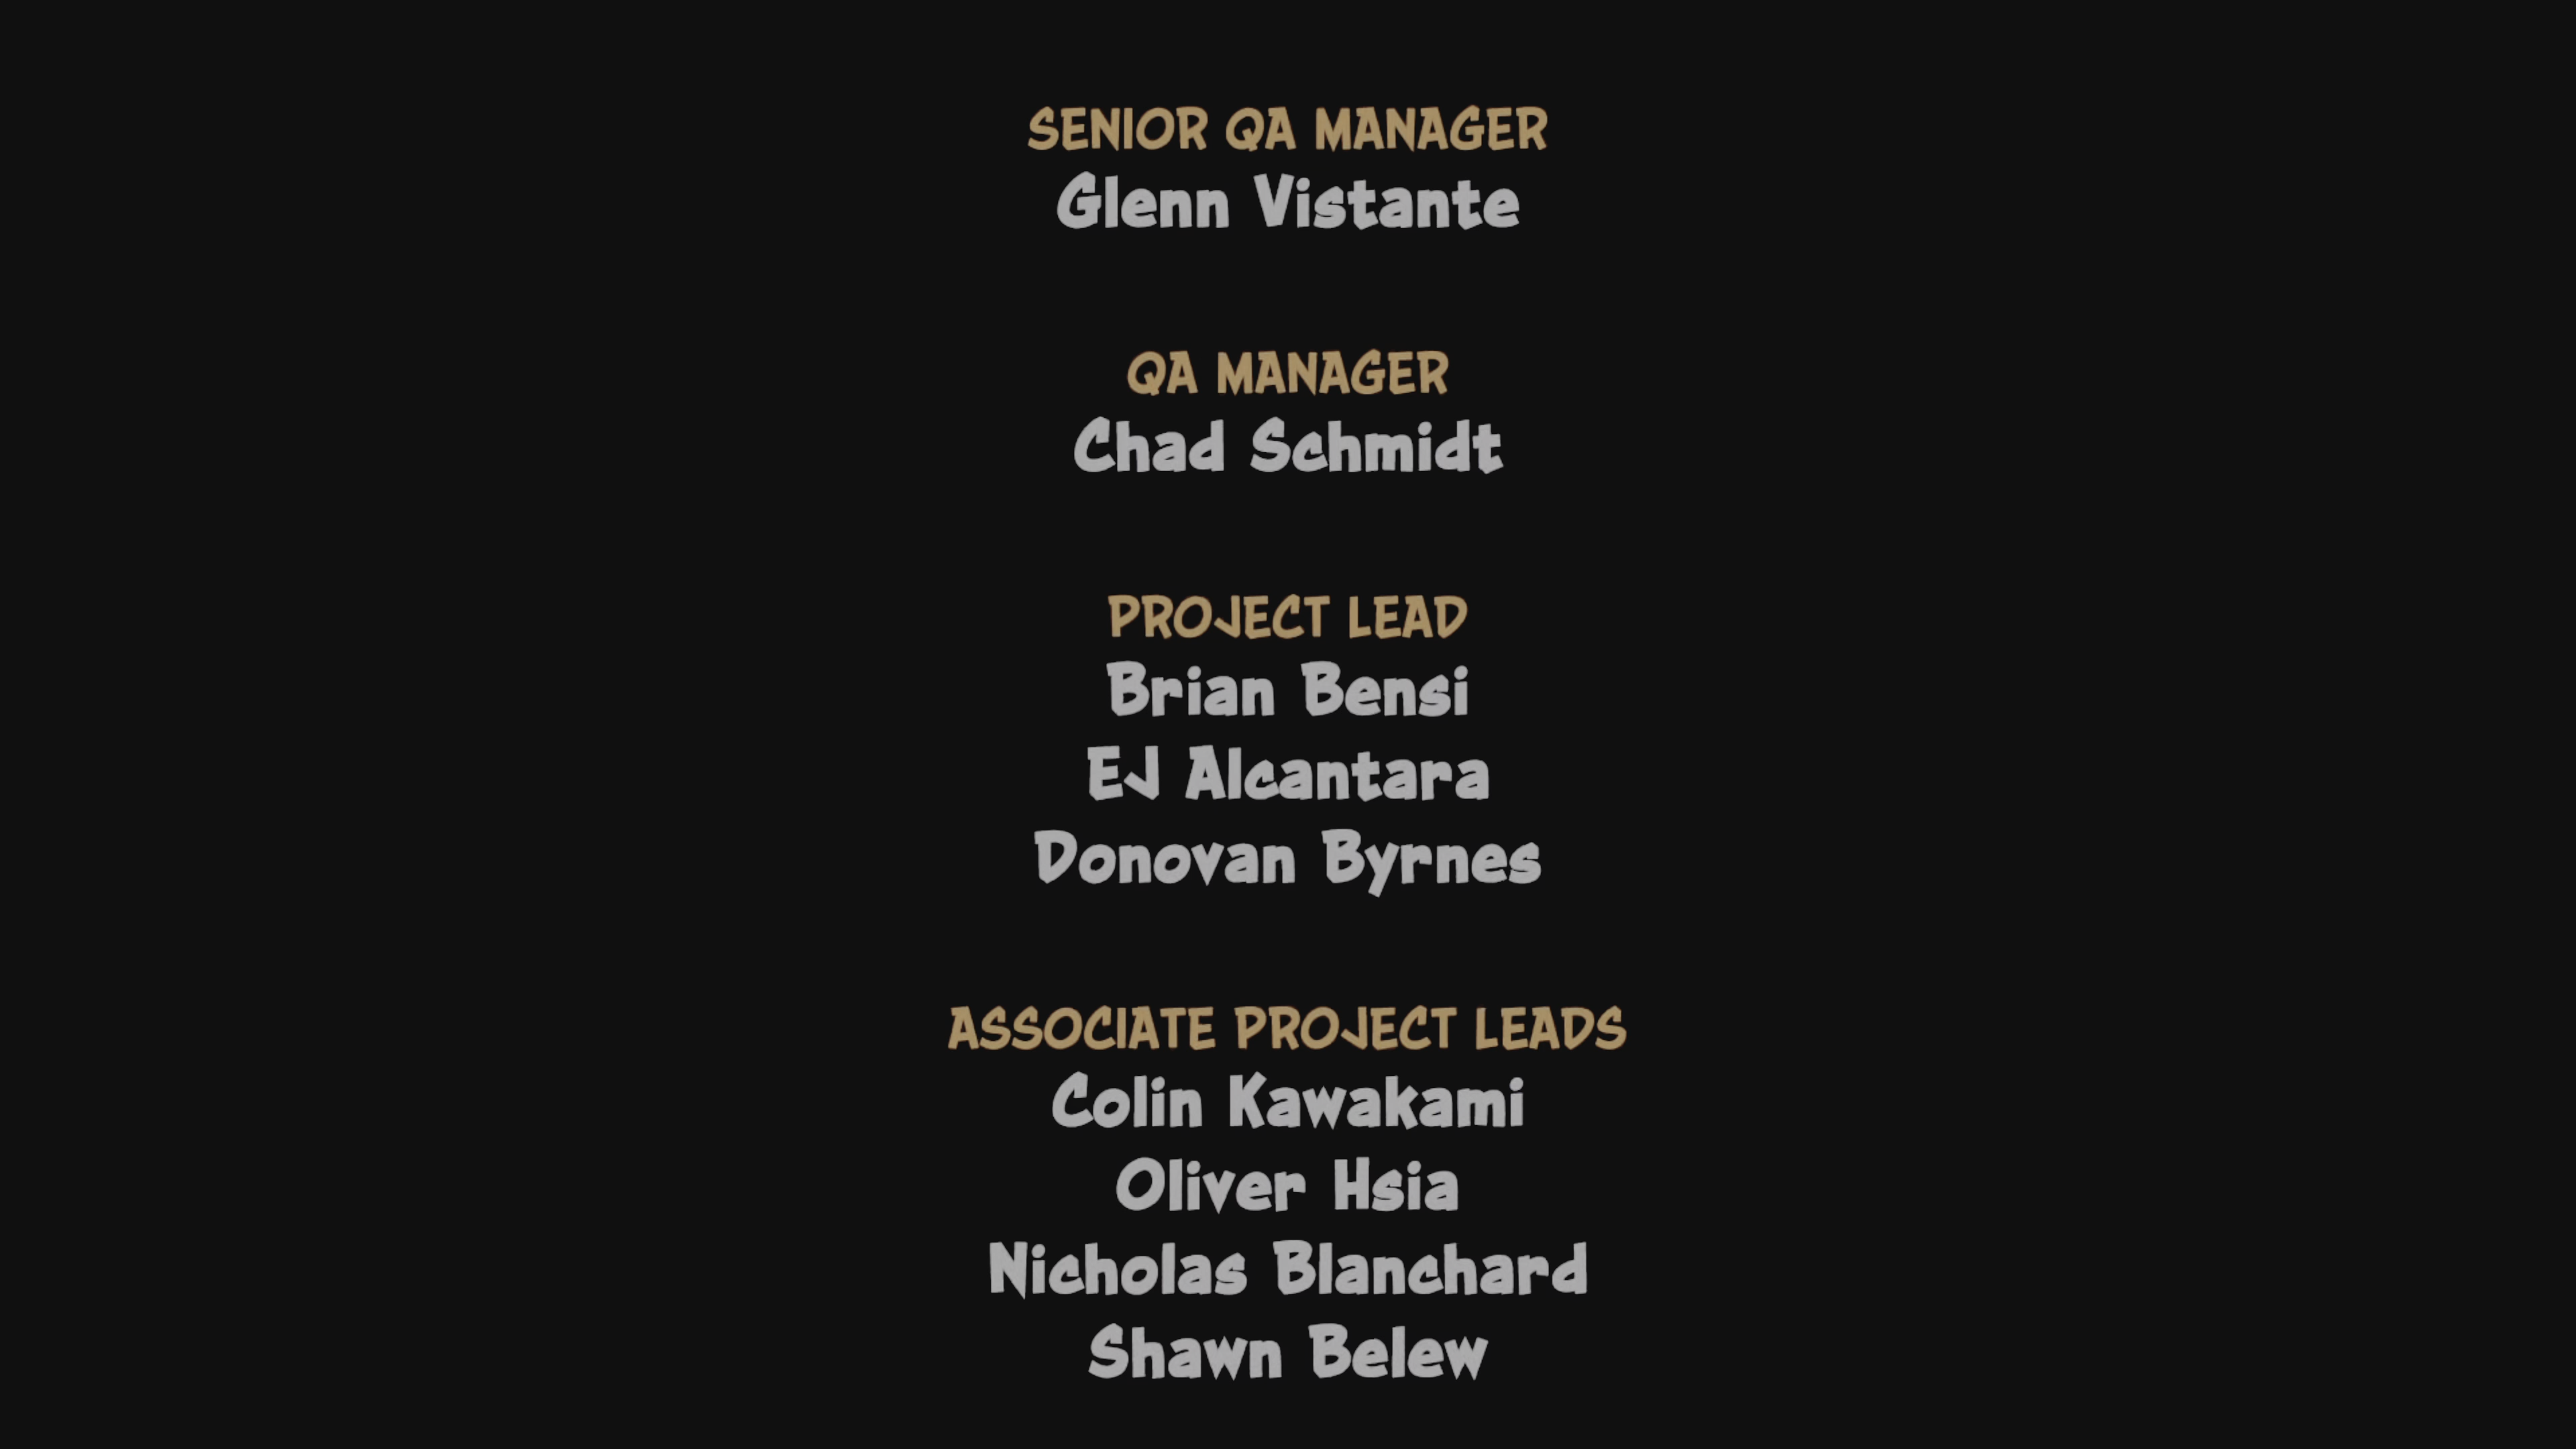 SENIOR QA MANAGER
Glenn Vistante
QA MANAGER
Chad Schmidt
PROJECT LEAD
Brian Bensi
EJ Alcantara
Donovan Byrnes
ASSOCIATE PROJECT LEADS
Colin Kawakami
Oliver Hsia
Nicholas Blanchard
Shawn Belew